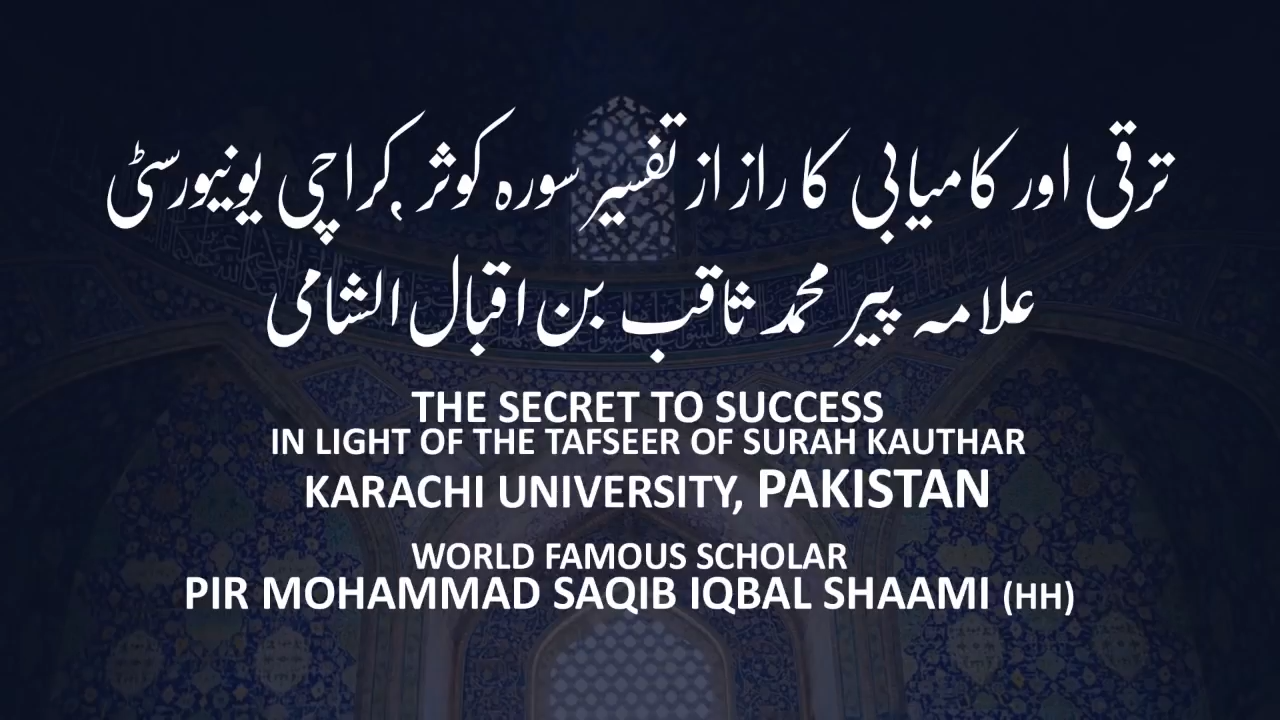 ترقی اور کامیابی کا راز از تفسیر سورہ کوثر ,کراچی یونیورسٹی
علامہ پیر محمد ثاقب بن اقبال الشامی
THE SECRET TO SUCCESS
IN LIGHT OF THE TAFSEER OF SURAH KAUTHAR
KARACHI UNIVERSITY, PAKISTAN
WORLD FAMOUS SCHOLAR
PIR MOHAMMAD SAQIB IQBAL SHAAMI (HH)